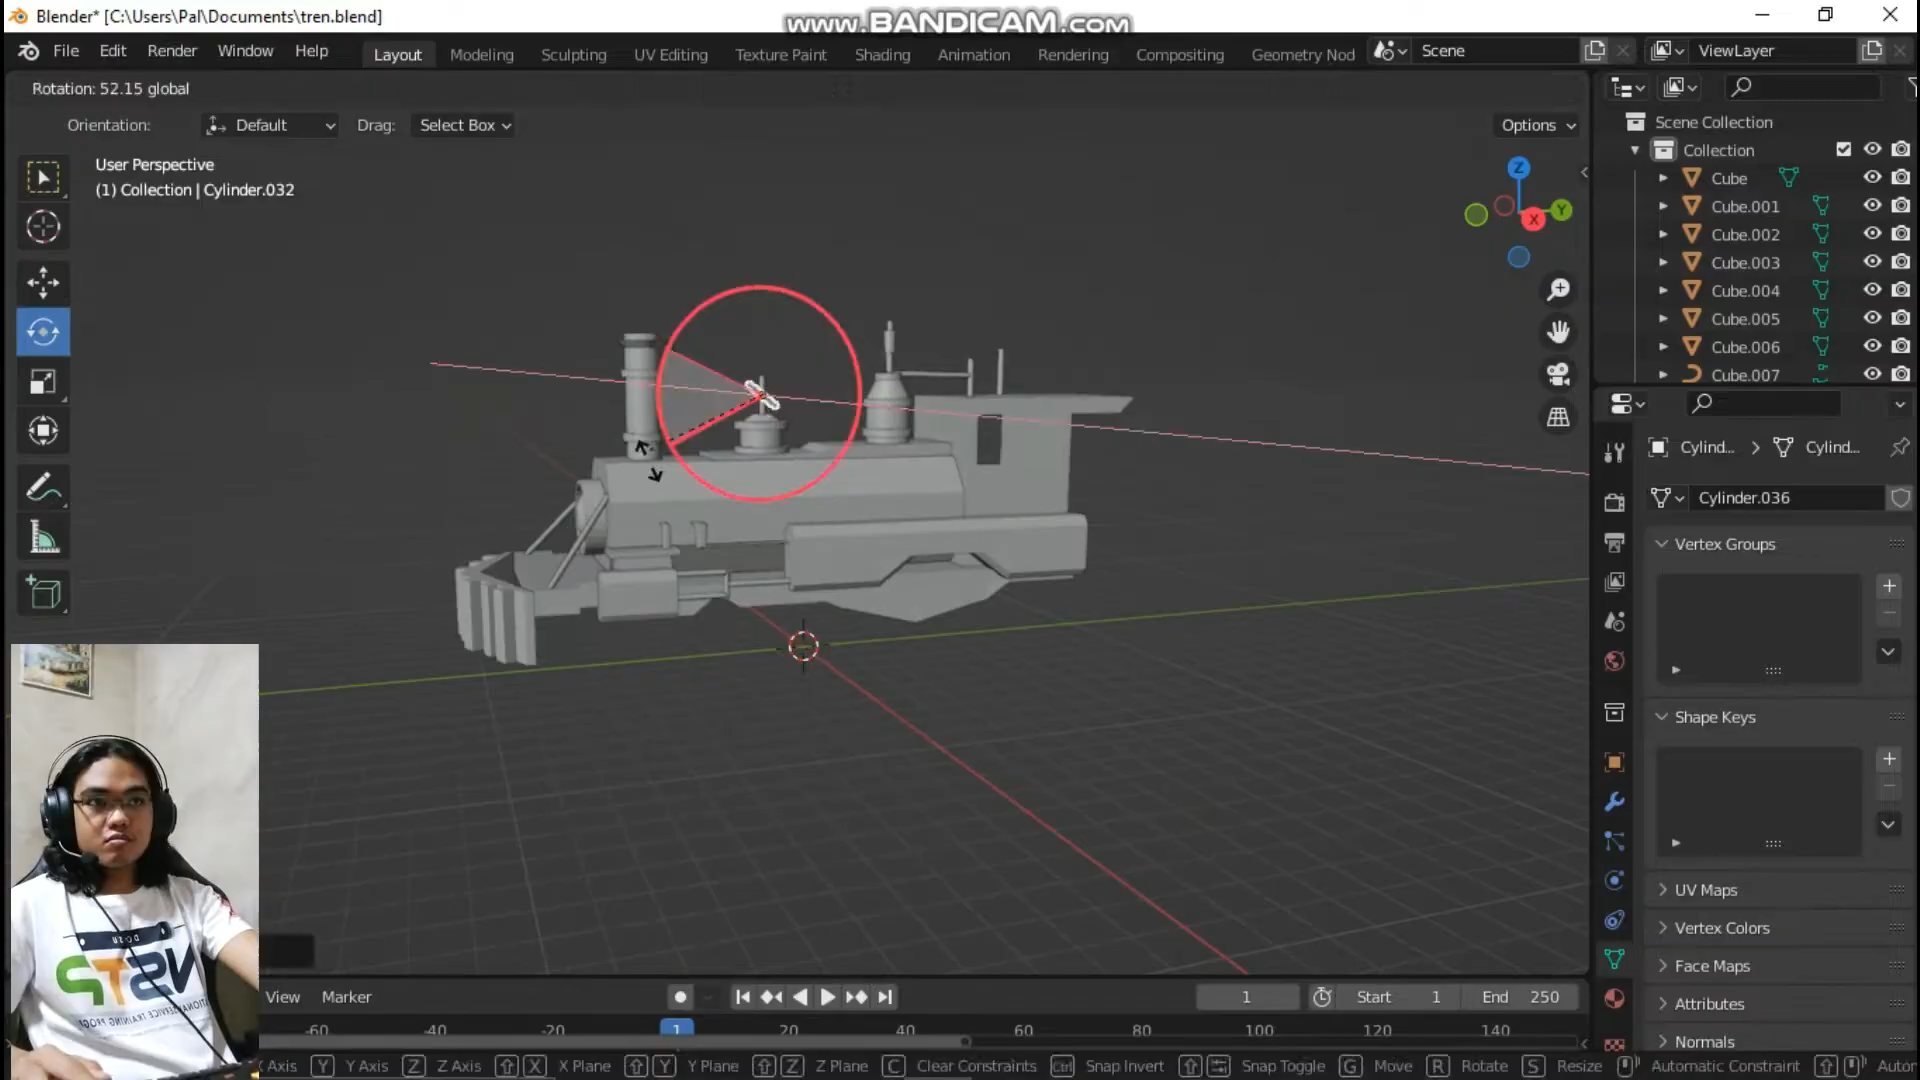 Blender* [C:\Users\Pal\Documents\tren.blend]
www.BANDICAM.com
File Edit Render Window Help
Layout Modeling Sculpting UV Editing Texture Paint Shading Animation Rendering Compositing Geometry Nod
Scene
ViewLayer
Rotation: 52.15 global
Orientation: Default Drag: Select Box
Options
User Perspective
(1) Collection | Cylinder.032
Z
Y
X
Scene Collection
Collection
Cube
Cube.001
Cube.002
Cube.003
Cube.004
Cube.005
Cube.006
Cube.007
Cylind... > Cylind...
Cylinder.036
Vertex Groups
Shape Keys
UV Maps
Vertex Colors
Face Maps
Attributes
Normals
View Marker
1 Start 1 End 250
-60 -40 -20 1 20 40 60 80 100 120 140
Axis Y Y Axis Z Z Axis X X Plane Y Y Plane Z Z Plane C Clear Constraints Ctrl Snap Invert Snap Toggle G Move R Rotate S Resize Automatic Constraint
NSTP